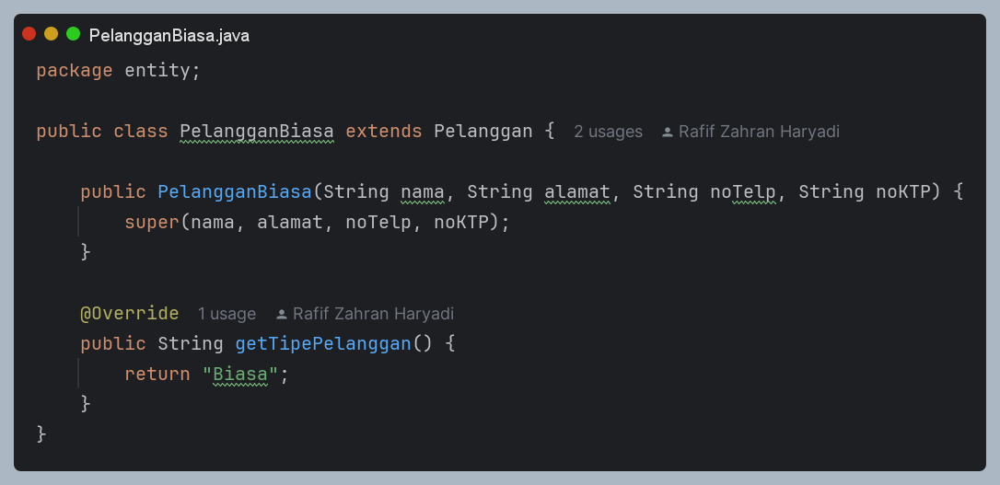 PelangganBiasa.java
package entity;
public class PelangganBiasa extends Pelanggan { 2 usages Rafif Zahran Haryadi
public PelangganBiasa(String nama, String alamat, String noTelp, String noKTP) {
super(nama, alamat, noTelp, noKTP);
}
@Override 1 usage Rafif Zahran Haryadi
public String getTipePelanggan() {
return "Biasa";
}
}